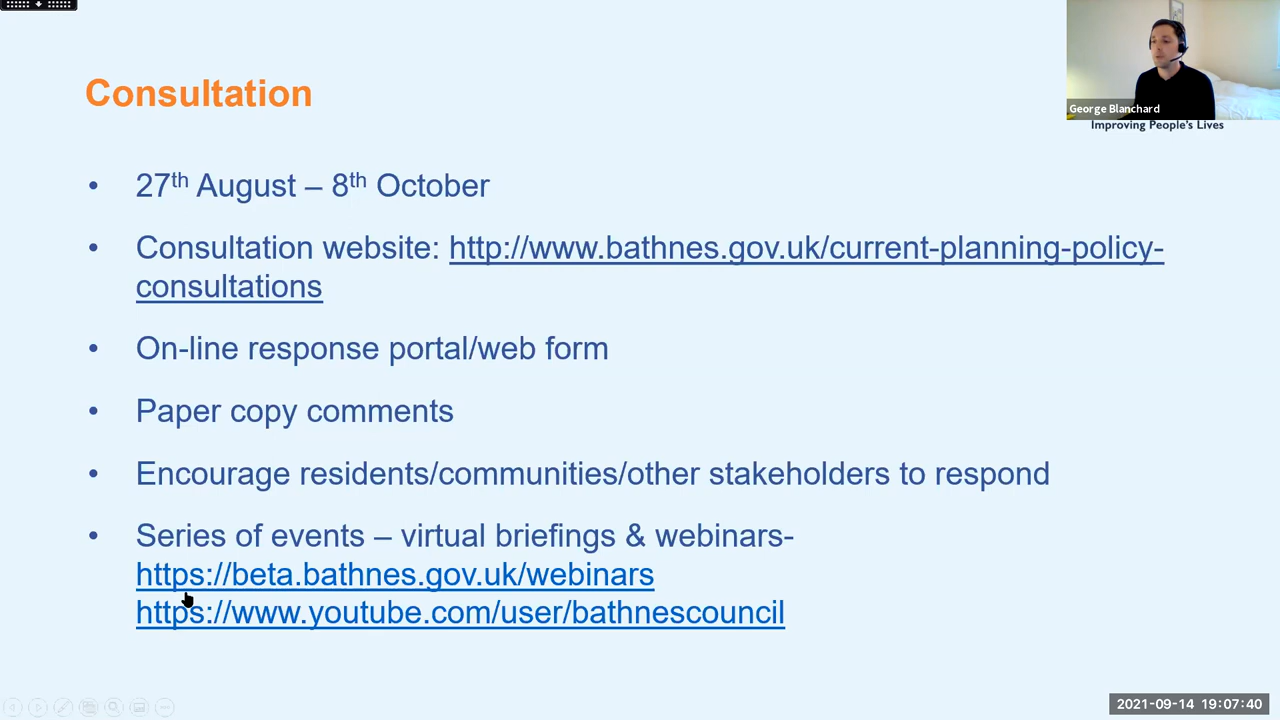 Consultation
George Blanchard
Improving People's Lives
• 27th August – 8th October
• Consultation website: http://www.bathnes.gov.uk/current-planning-policy-
consultations
• On-line response portal/web form
• Paper copy comments
• Encourage residents/communities/other stakeholders to respond
• Series of events – virtual briefings & webinars-
https://beta.bathnes.gov.uk/webinars
https://www.youtube.com/user/bathnescouncil
2021-09-14 19:07:40